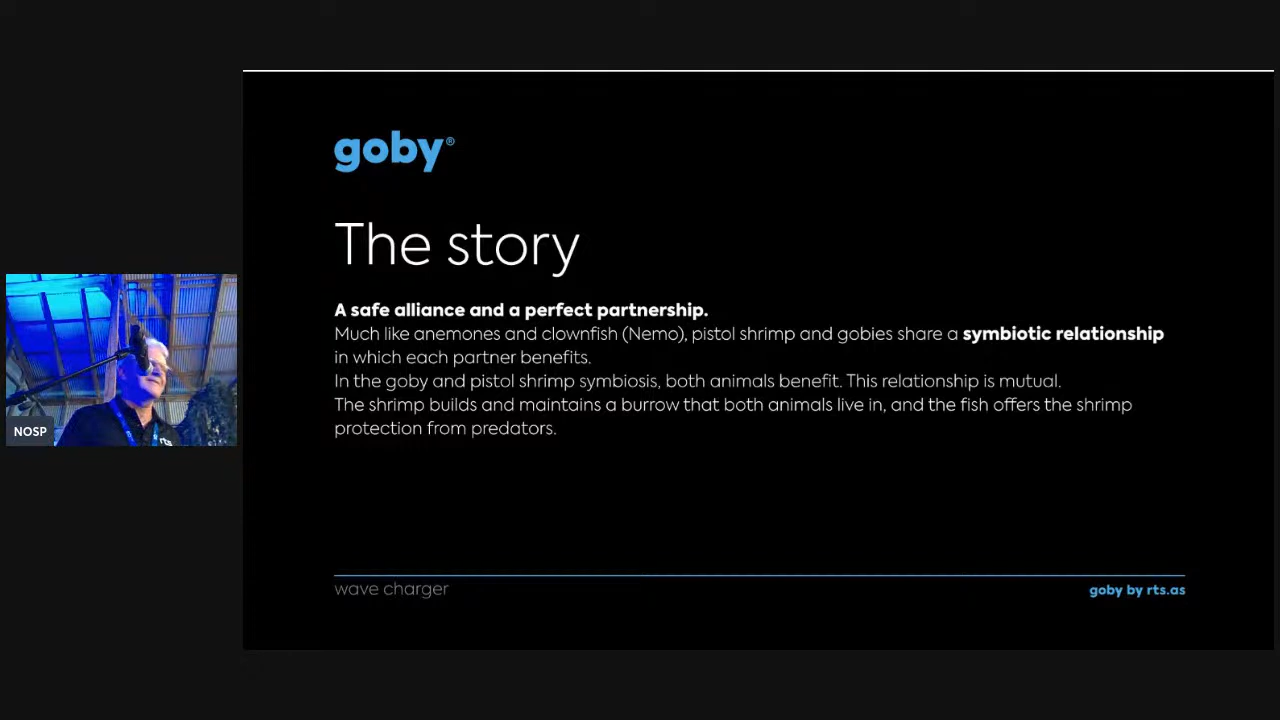 goby®
The story
A safe alliance and a perfect partnership.
Much like anemones and clownfish (Nemo), pistol shrimp and gobies share a symbiotic relationship
in which each partner benefits.
In the goby and pistol shrimp symbiosis, both animals benefit. This relationship is mutual.
The shrimp builds and maintains a burrow that both animals live in, and the fish offers the shrimp
protection from predators.
NOSP
rts
wave charger
goby by rts.as